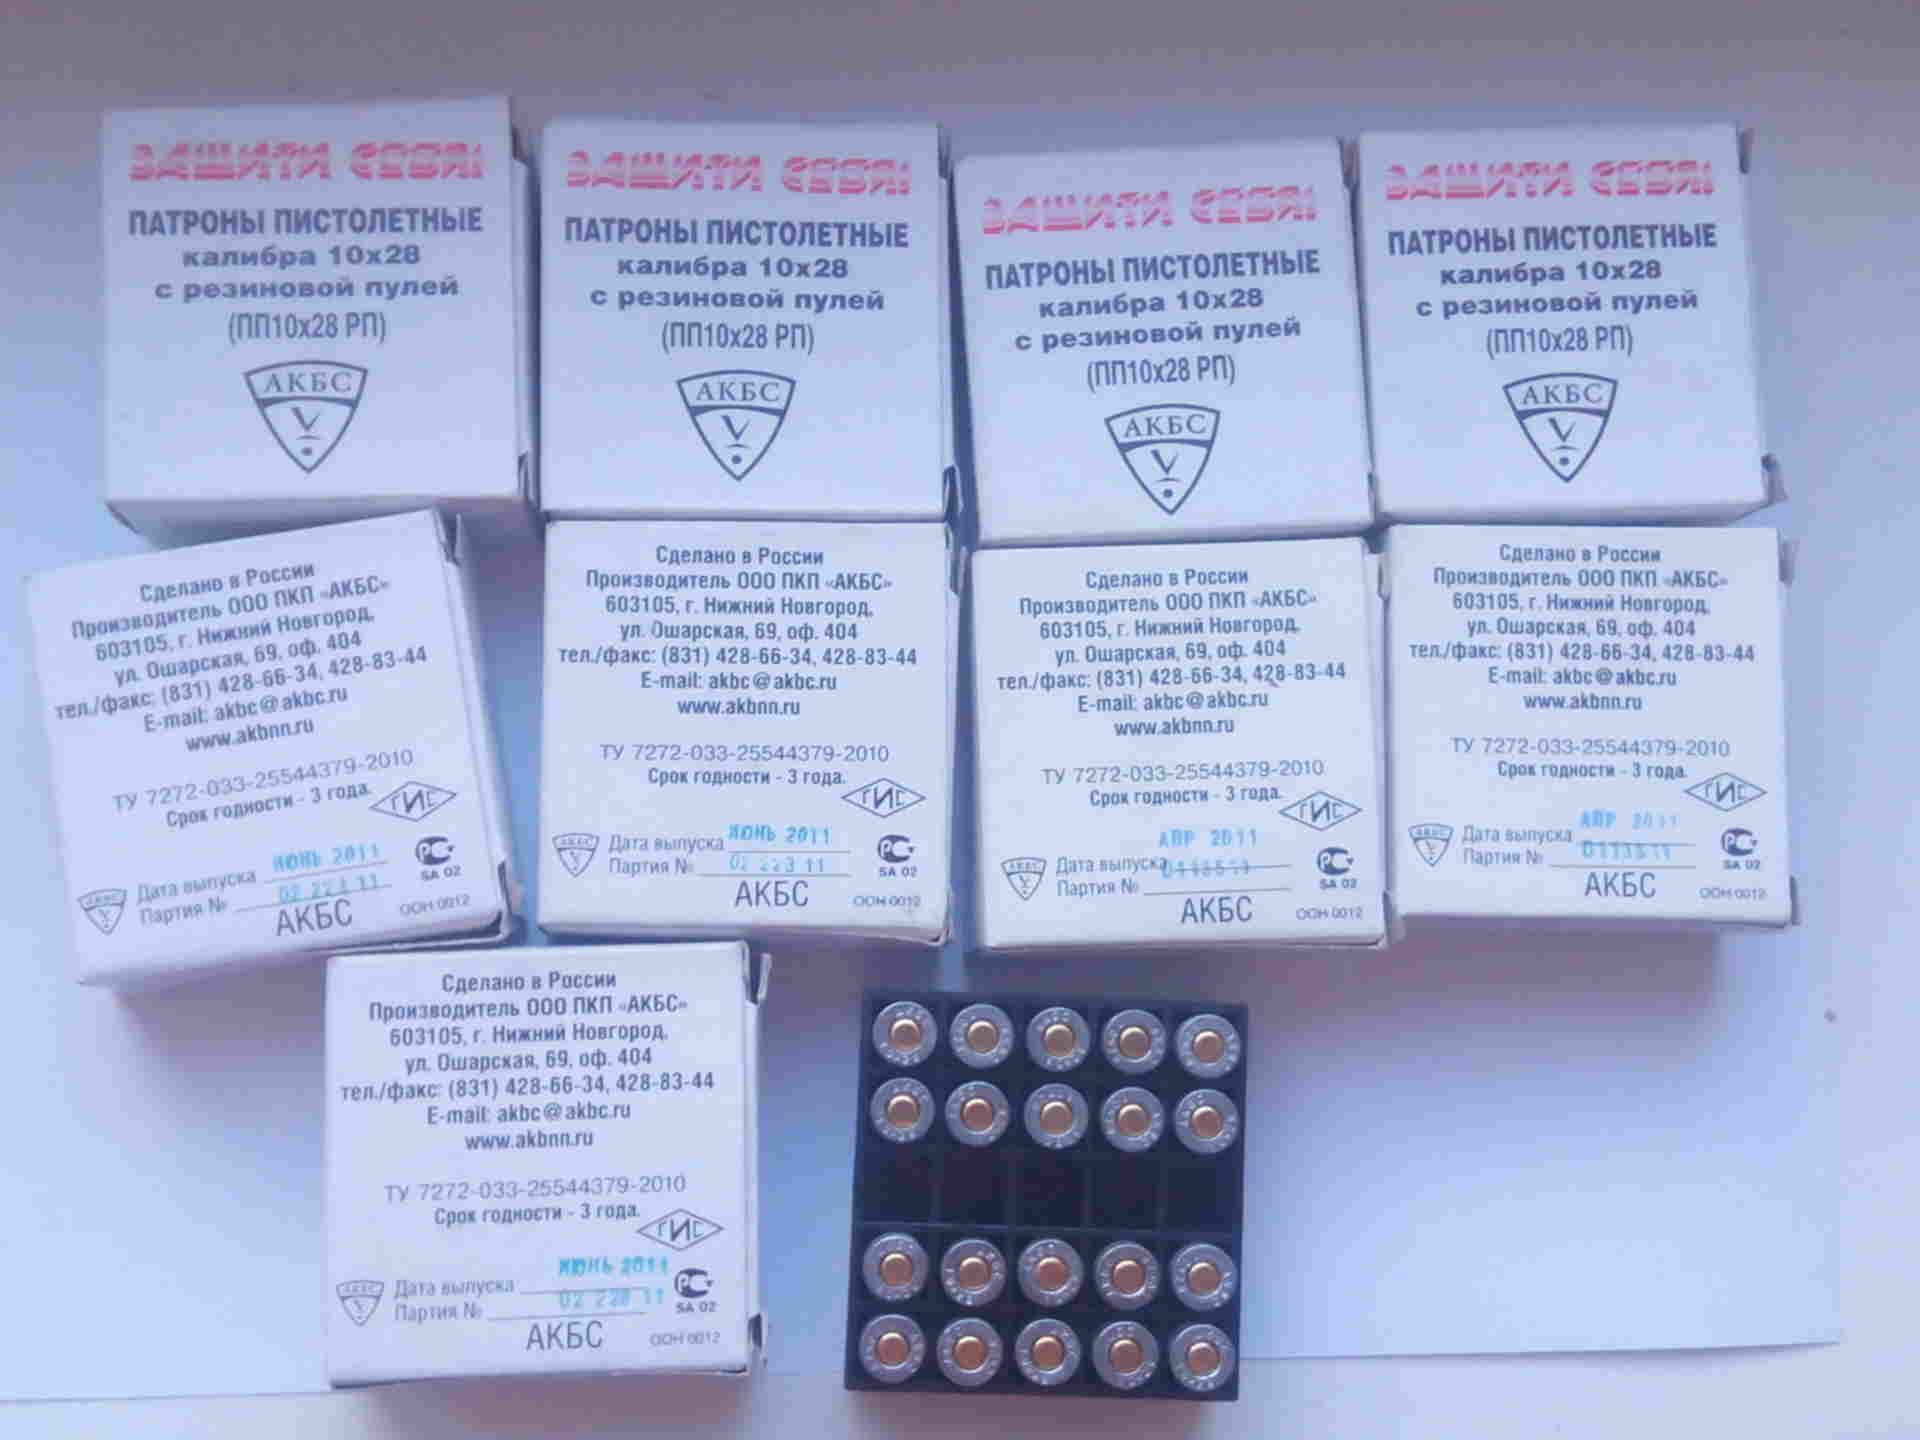 ЗАЩИТИ СЕБЯ!
ПАТРОНЫ ПИСТОЛЕТНЫЕ
калибра 10х28
с резиновой пулей
(ПП10х28 РП)
АКБС
ЗАЩИТИ СЕБЯ!
ПАТРОНЫ ПИСТОЛЕТНЫЕ
калибра 10х28
с резиновой пулей
(ПП10х28 РП)
АКБС
ЗАЩИТИ СЕБЯ!
ПАТРОНЫ ПИСТОЛЕТНЫЕ
калибра 10х28
с резиновой пулей
(ПП10х28 РП)
АКБС
ЗАЩИТИ СЕБЯ!
ПАТРОНЫ ПИСТОЛЕТНЫЕ
калибра 10х28
с резиновой пулей
(ПП10х28 РП)
АКБС
Сделано в России
Производитель ООО ПКП «АКБС»
603105, г. Нижний Новгород,
ул. Ошарская, 69, оф. 404
тел./факс: (831) 428-66-34, 428-83-44
E-mail: akbc@akbc.ru
www.akbnn.ru
ТУ 7272-033-25544379-2010
Срок годности - 3 года.
ГИС
АКБС
Дата выпуска ИЮНЬ 2011
Партия № 02 223 11
РС
SA 02
АКБС
ООН 0012
Сделано в России
Производитель ООО ПКП «АКБС»
603105, г. Нижний Новгород,
ул. Ошарская, 69, оф. 404
тел./факс: (831) 428-66-34, 428-83-44
E-mail: akbc@akbc.ru
www.akbnn.ru
ТУ 7272-033-25544379-2010
Срок годности - 3 года.
ГИС
АКБС
Дата выпуска ИЮНЬ 2011
Партия № 02 223 11
РС
SA 02
АКБС
ООН 0012
Сделано в России
Производитель ООО ПКП «АКБС»
603105, г. Нижний Новгород,
ул. Ошарская, 69, оф. 404
тел./факс: (831) 428-66-34, 428-83-44
E-mail: akbc@akbc.ru
www.akbnn.ru
ТУ 7272-033-25544379-2010
Срок годности - 3 года.
ГИС
АКБС
АПР 2011
Дата выпуска
Партия №
РС
SA 02
АКБС
ООН 0012
Сделано в России
Производитель ООО ПКП «АКБС»
603105, г. Нижний Новгород,
ул. Ошарская, 69, оф. 404
тел./факс: (831) 428-66-34, 428-83-44
E-mail: akbc@akbc.ru
www.akbnn.ru
ТУ 7272-033-25544379-2010
Срок годности - 3 года.
ГИС
АКБС
Дата выпуска АПР 2011
Партия №
РС
SA 02
АКБС
ООН 0012
Сделано в России
Производитель ООО ПКП «АКБС»
603105, г. Нижний Новгород,
ул. Ошарская, 69, оф. 404
тел./факс: (831) 428-66-34, 428-83-44
E-mail: akbc@akbc.ru
www.akbnn.ru
ТУ 7272-033-25544379-2010
Срок годности - 3 года.
ГИС
АКБС
Дата выпуска ИЮНЬ 2011
Партия №
РС
SA 02
АКБС
ООН 0012